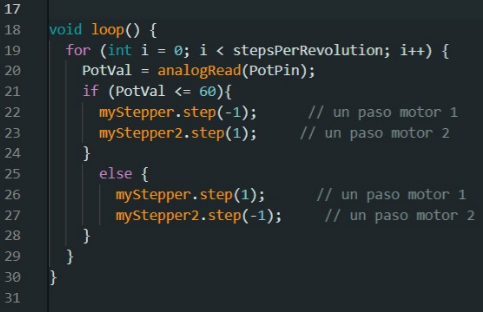 17
18 void loop() {
19   for (int i = 0; i < stepsPerRevolution; i++) {
20     PotVal = analogRead(PotPin);
21     if (PotVal <= 60){
22       myStepper.step(-1);      // un paso motor 1
23       myStepper2.step(1);     // un paso motor 2
24     }
25       else {
26         myStepper.step(1);      // un paso motor 1
27         myStepper2.step(-1);     // un paso motor 2
28     }
29   }
30 }
31